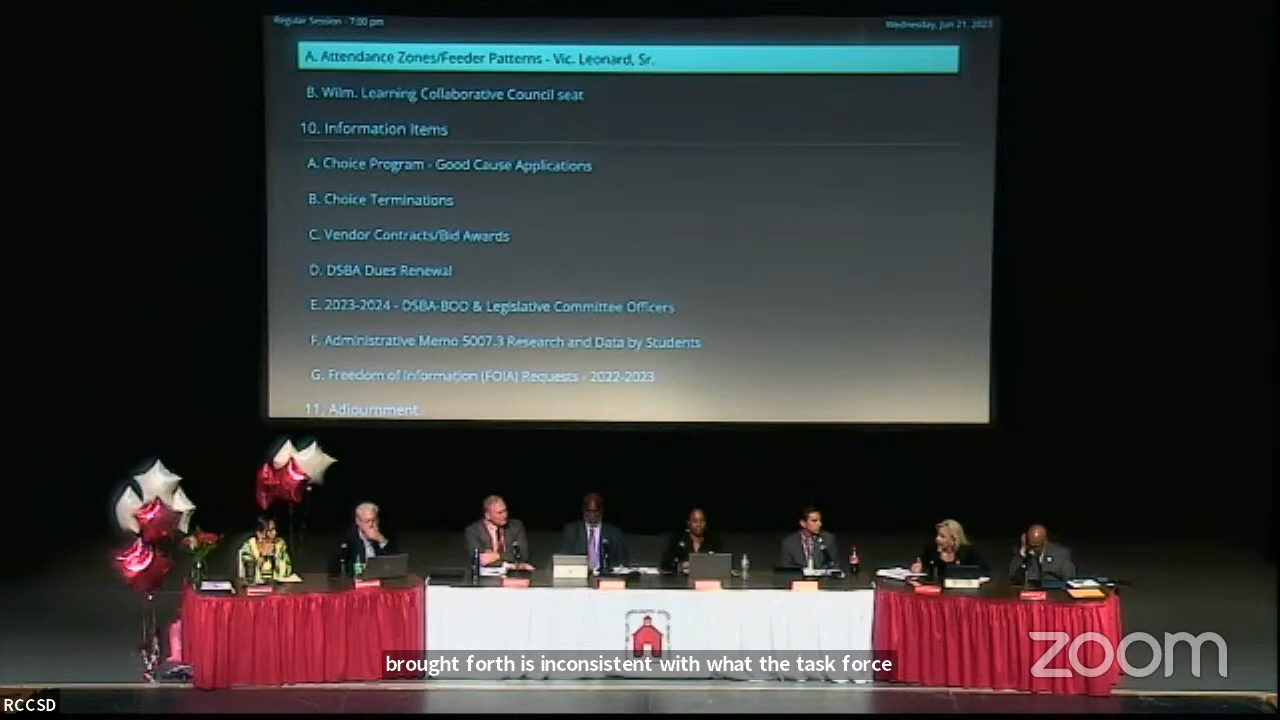 Regular Session - 7:00 pm
Wednesday, Jun 21, 2023
A. Attendance Zones/Feeder Patterns - Vic. Leonard, Sr.
B. Wilm. Learning Collaborative Council seat
10. Information Items
A. Choice Program - Good Cause Applications
B. Choice Terminations
C. Vendor Contracts/Bid Awards
D. DSBA Dues Renewal
E. 2023-2024 - DSBA-BOD & Legislative Committee Officers
F. Administrative Memo 5007.3 Research and Data by Students
G. Freedom of Information (FOIA) Requests - 2022-2023
11. Adjournment
brought forth is inconsistent with what the task force
zoom
RCCSD